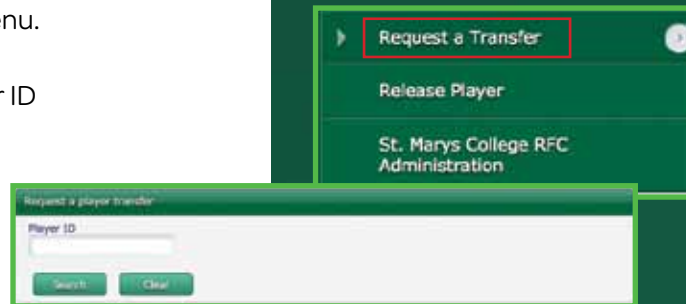 enu.
r ID
Request a Transfer
Release Player
St. Marys College RFC
Administration
Request a player transfer
Player ID
Search Clear